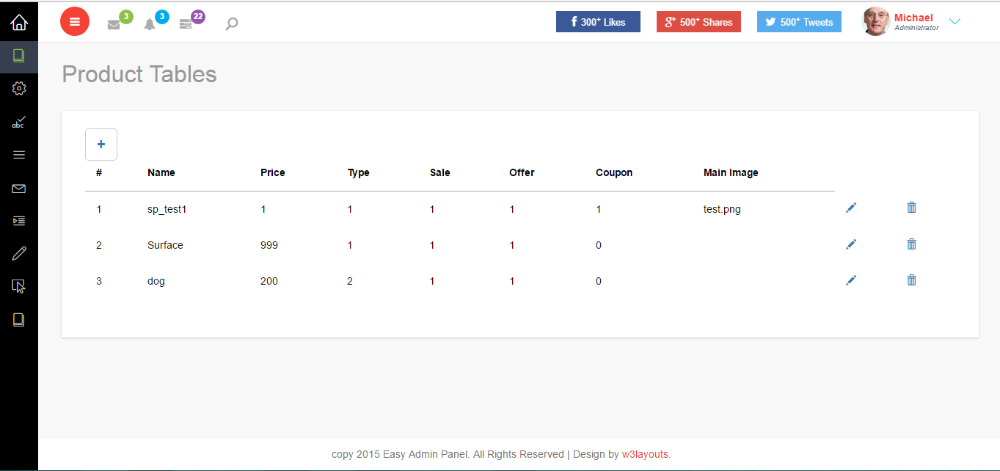 3 3 22 300+ Likes 500+ Shares 500+ Tweets Michael
Administrator
Product Tables
+
# Name Price Type Sale Offer Coupon Main Image
1 sp_test1 1 1 1 1 1 test.png
abc
2 Surface 999 1 1 1 0
3 dog 200 2 1 1 0
copy 2015 Easy Admin Panel. All Rights Reserved | Design by w3layouts.